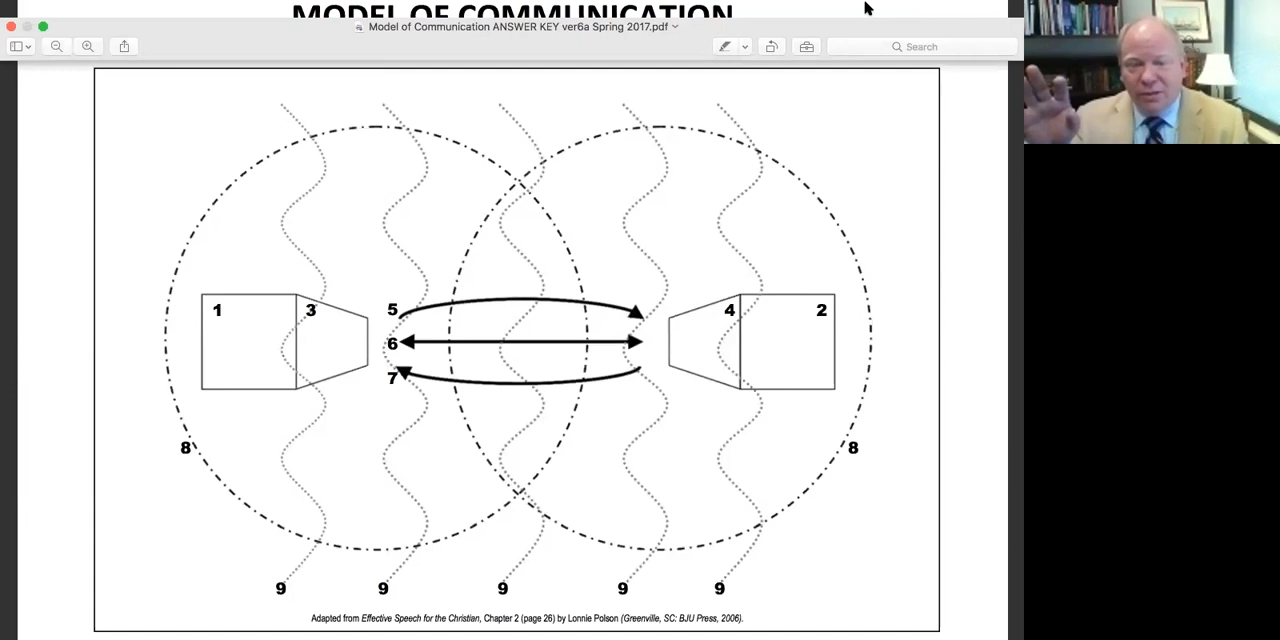 MODEL OF COMMUNICATION
Model of Communication ANSWER KEY ver6a Spring 2017.pdf
Search
1 3 5 4 2
6
7
8 8
9 9 9 9 9
Adapted from Effective Speech for the Christian, Chapter 2 (page 26) by Lonnie Polson (Greenville, SC: BJU Press, 2006).